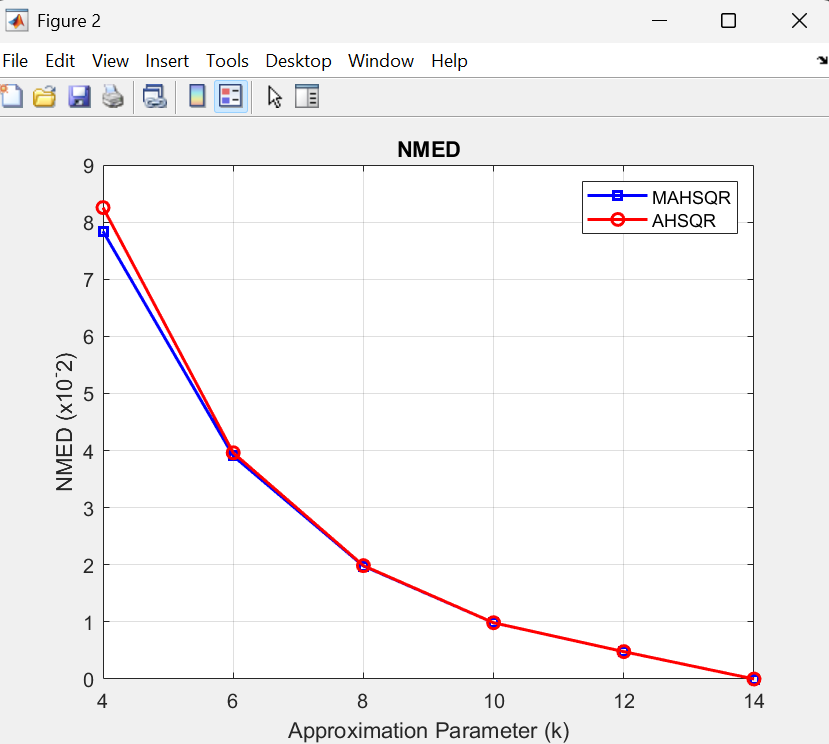 Figure 2
File Edit View Insert Tools Desktop Window Help
NMED
9
8
7
6
5
4
3
2
1
0
NMED (x10⁻2)
MAHSQR
AHSQR
4 6 8 10 12 14
Approximation Parameter (k)